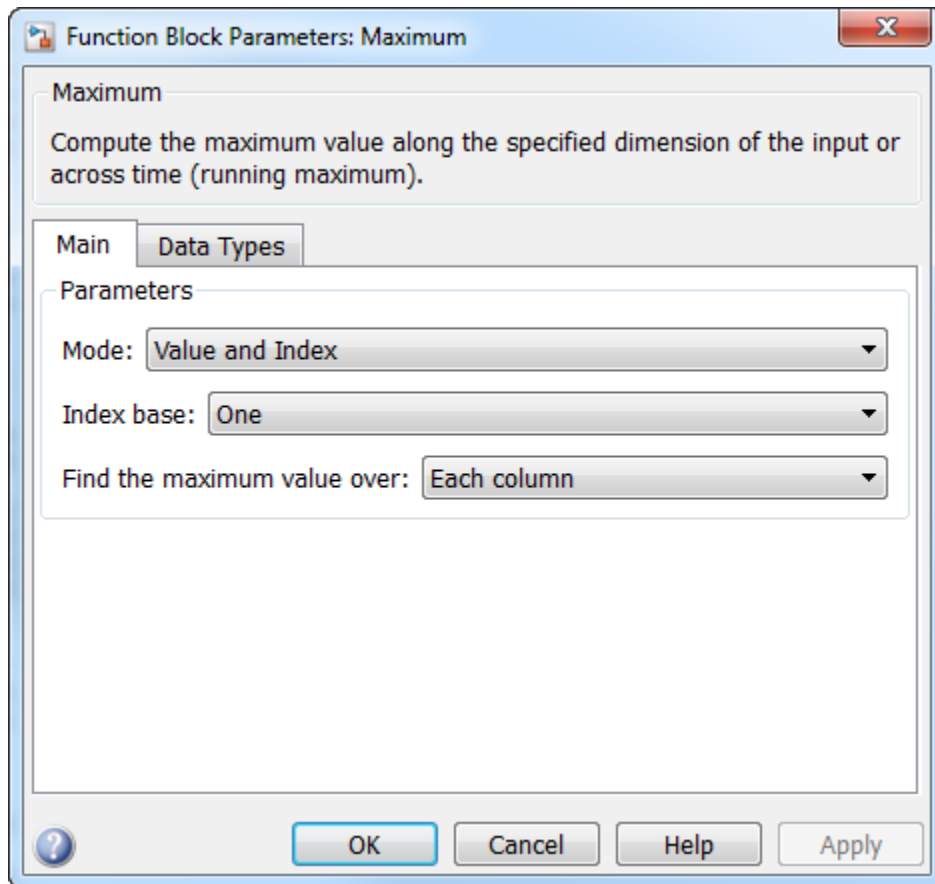 Function Block Parameters: Maximum
Maximum
Compute the maximum value along the specified dimension of the input or
across time (running maximum).
Main Data Types
Parameters
Mode: Value and Index
Index base: One
Find the maximum value over: Each column
? OK Cancel Help Apply